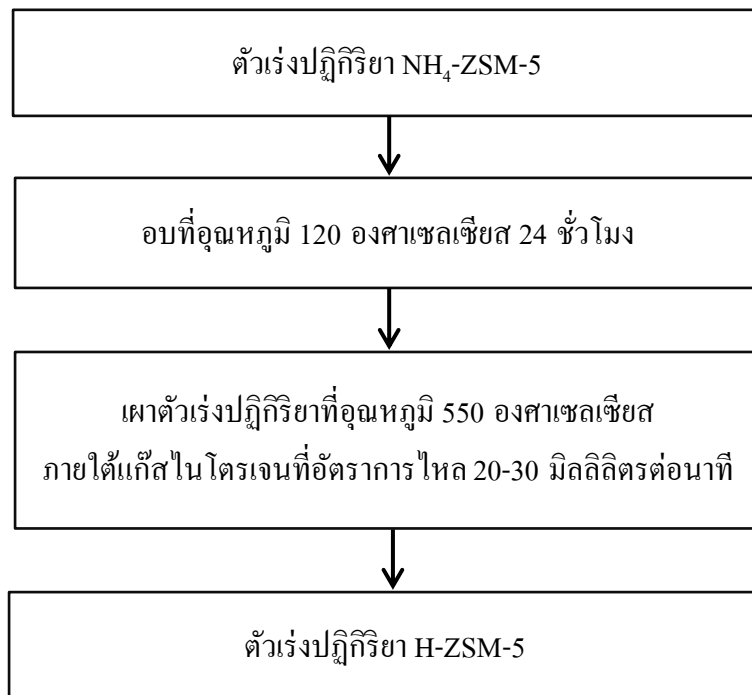 ตัวเร่งปฏิกิริยา NH₄-ZSM-5
อบที่อุณหภูมิ 120 องศาเซลเซียส 24 ชั่วโมง
เผาตัวเร่งปฏิกิริยาที่อุณหภูมิ 550 องศาเซลเซียส
ภายใต้แก๊สไนโตรเจนที่อัตราการไหล 20-30 มิลลิลิตรต่อนาที
ตัวเร่งปฏิกิริยา H-ZSM-5